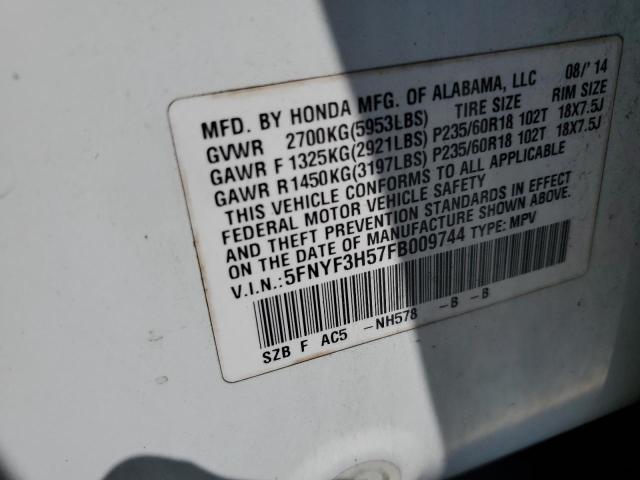 MFD. BY HONDA MFG. OF ALABAMA, LLC 08/'14
GVWR 2700KG(5953LBS) TIRE SIZE RIM SIZE
GAWR F 1325KG(2921LBS) P235/60R18 102T 18X7.5J
GAWR R 1450KG(3197LBS) P235/60R18 102T 18X7.5J
THIS VEHICLE CONFORMS TO ALL APPLICABLE
FEDERAL MOTOR VEHICLE SAFETY
AND THEFT PREVENTION STANDARDS IN EFFECT
ON THE DATE OF MANUFACTURE SHOWN ABOVE.
V.I.N.:5FNYF3H57FB009744 TYPE: MPV
SZB F AC5 -NH578 -B -B